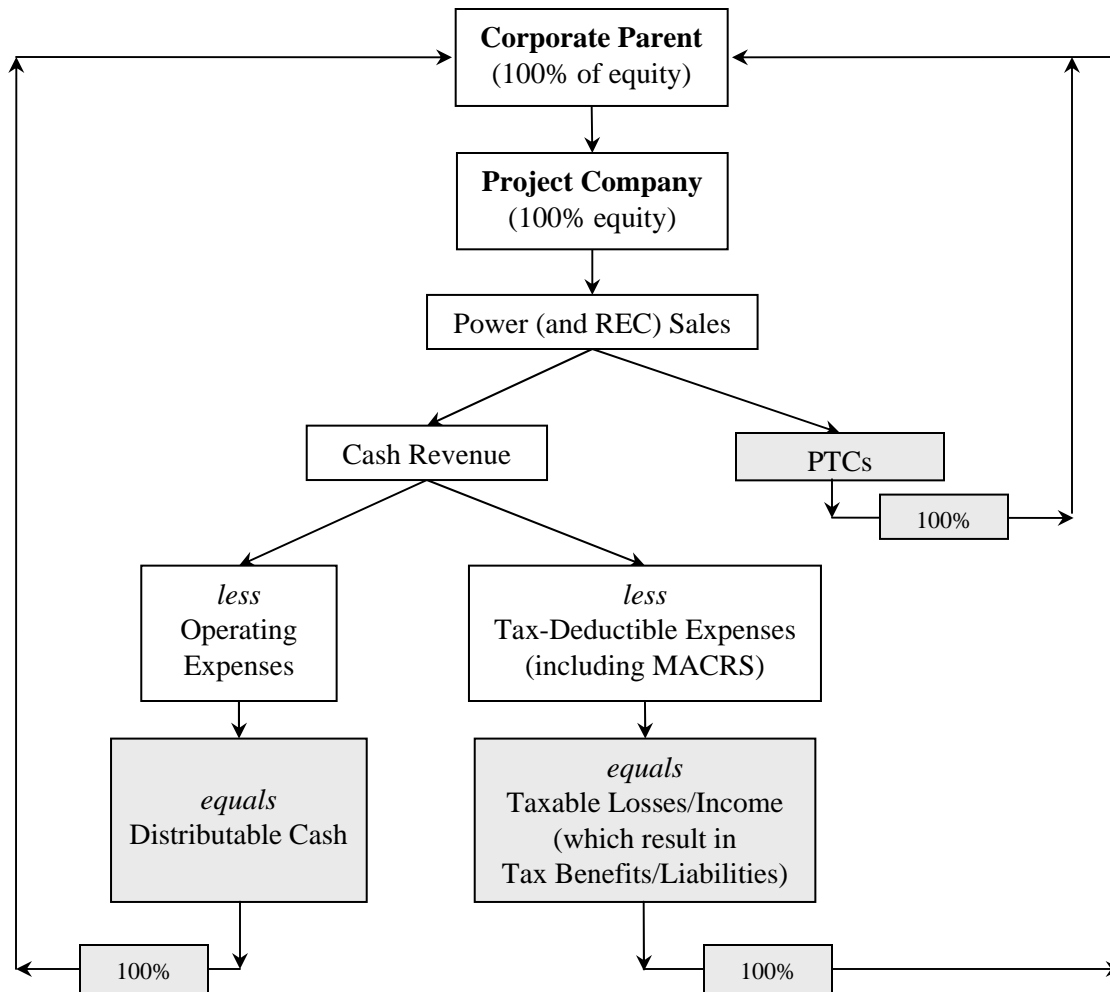 Corporate Parent
(100% of equity)
Project Company
(100% equity)
Power (and REC) Sales
Cash Revenue
PTCs
100%
less
Operating
Expenses
less
Tax-Deductible Expenses
(including MACRS)
equals
Distributable Cash
equals
Taxable Losses/Income
(which result in
Tax Benefits/Liabilities)
100%
100%